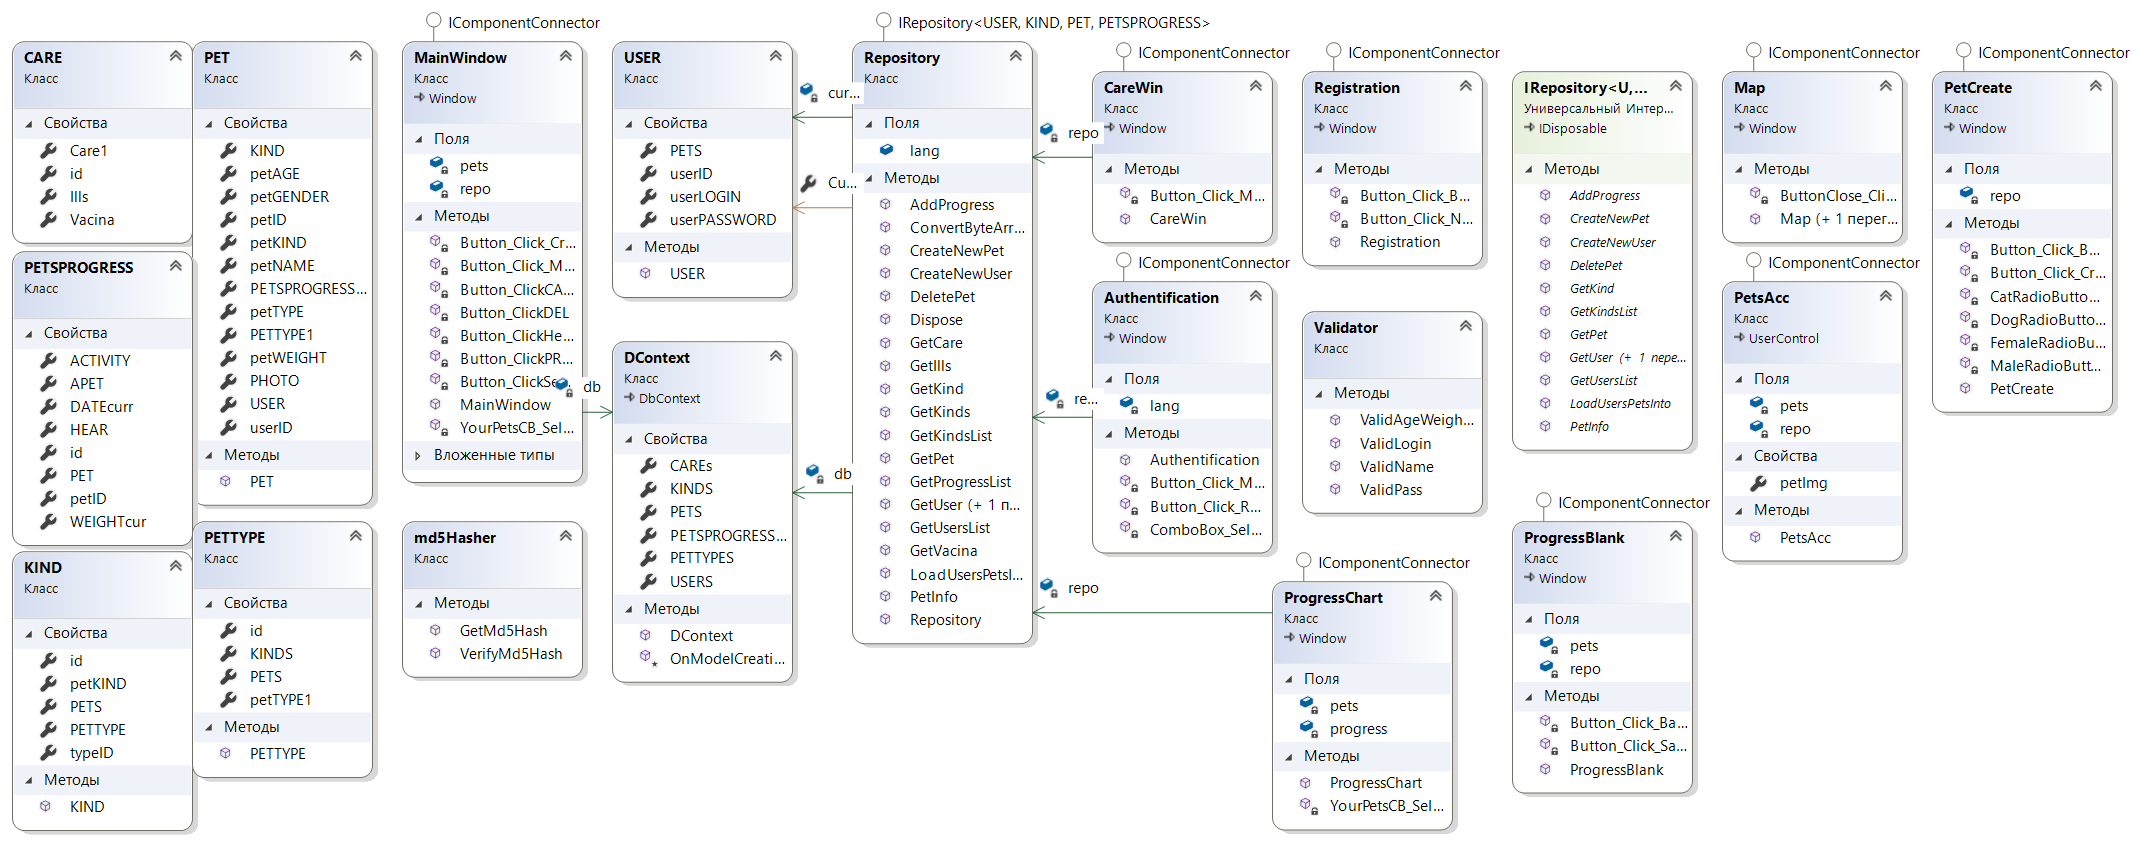 CARE
Класс
Свойства
Care1
id
Ills
Vacina
PETSPROGRESS
Класс
Свойства
ACTIVITY
APET
DATEcurr
HEAR
id
PET
petID
WEIGHTcur
KIND
Класс
Свойства
id
petKIND
PETS
PETTYPE
typeID
Методы
KIND
PET
Класс
Свойства
KIND
petAGE
petGENDER
petID
petKIND
petNAME
PETSPROGRESS...
petTYPE
PETTYPE1
petWEIGHT
PHOTO
USER
userID
Методы
PET
PETTYPE
Класс
Свойства
id
KINDS
PETS
petTYPE1
Методы
PETTYPE
IComponentConnector
MainWindow
Класс
Window
Поля
pets
repo
Методы
Button_Click_Cr...
Button_Click_M...
Button_ClickCA...
Button_ClickDEL
Button_ClickHe...
Button_ClickPR...
Button_ClickSe...
MainWindow
YourPetsCB_Sel...
Вложенные типы
db
md5Hasher
Класс
Методы
GetMd5Hash
VerifyMd5Hash
USER
Класс
Свойства
PETS
userID
userLOGIN
userPASSWORD
Методы
USER
DContext
Класс
DbContext
Свойства
CAREs
KINDS
PETS
PETSPROGRESS...
PETTYPES
USERS
Методы
DContext
OnModelCreati...
cur...
Cu...
db
IRepository<USER, KIND, PET, PETSPROGRESS>
Repository
Класс
Поля
lang
Методы
AddProgress
ConvertByteArr...
CreateNewPet
CreateNewUser
DeletePet
Dispose
GetCare
GetIlls
GetKind
GetKinds
GetKindsList
GetPet
GetProgressList
GetUser (+ 1 п...
GetUsersList
GetVacina
LoadUsersPetsI...
PetInfo
Repository
repo
re...
repo
IComponentConnector
CareWin
Класс
Window
Методы
Button_Click_M...
CareWin
IComponentConnector
Authentification
Класс
Window
Поля
lang
Методы
Authentification
Button_Click_M...
Button_Click_R...
ComboBox_Sel...
IComponentConnector
Registration
Класс
Window
Методы
Button_Click_B...
Button_Click_N...
Registration
Validator
Класс
Методы
ValidAgeWeigh...
ValidLogin
ValidName
ValidPass
IComponentConnector
ProgressChart
Класс
Window
Поля
pets
progress
Методы
ProgressChart
YourPetsCB_Sel...
IRepository<U,...
Универсальный Интер...
IDisposable
Методы
AddProgress
CreateNewPet
CreateNewUser
DeletePet
GetKind
GetKindsList
GetPet
GetUser (+ 1 пере...
GetUsersList
LoadUsersPetsInto
PetInfo
IComponentConnector
ProgressBlank
Класс
Window
Поля
pets
repo
Методы
Button_Click_Ba...
Button_Click_Sa...
ProgressBlank
IComponentConnector
Map
Класс
Window
Методы
ButtonClose_Cli...
Map (+ 1 перег...
IComponentConnector
PetsAcc
Класс
UserControl
Поля
pets
repo
Свойства
petImg
Методы
PetsAcc
IComponentConnector
PetCreate
Класс
Window
Поля
repo
Методы
Button_Click_B...
Button_Click_Cr...
CatRadioButto...
DogRadioButto...
FemaleRadioBu...
MaleRadioButt...
PetCreate